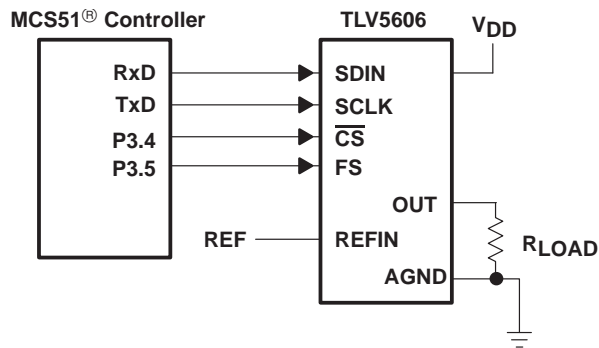 MCS51® Controller
TLV5606
VDD
RxD
SDIN
TxD
SCLK
P3.4
CS
P3.5
FS
OUT
RLOAD
REF
REFIN
AGND